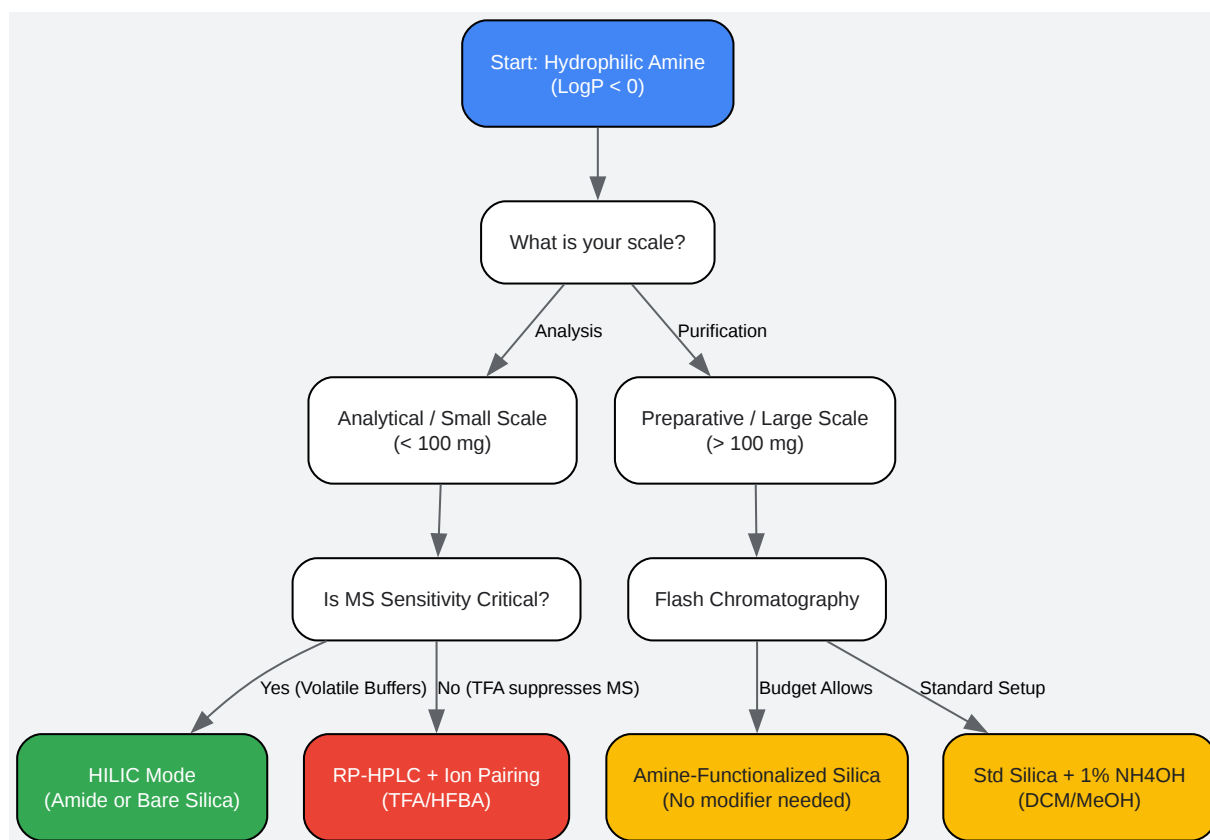 Start: Hydrophilic Amine
(LogP < 0)
What is your scale?
Analysis
Purification
Analytical / Small Scale
(< 100 mg)
Preparative / Large Scale
(> 100 mg)
Is MS Sensitivity Critical?
Flash Chromatography
Yes (Volatile Buffers)
No (TFA suppresses MS)
Budget Allows
Standard Setup
HILIC Mode
(Amide or Bare Silica)
RP-HPLC + Ion Pairing
(TFA/HFBA)
Amine-Functionalized Silica
(No modifier needed)
Std Silica + 1% NH4OH
(DCM/MeOH)